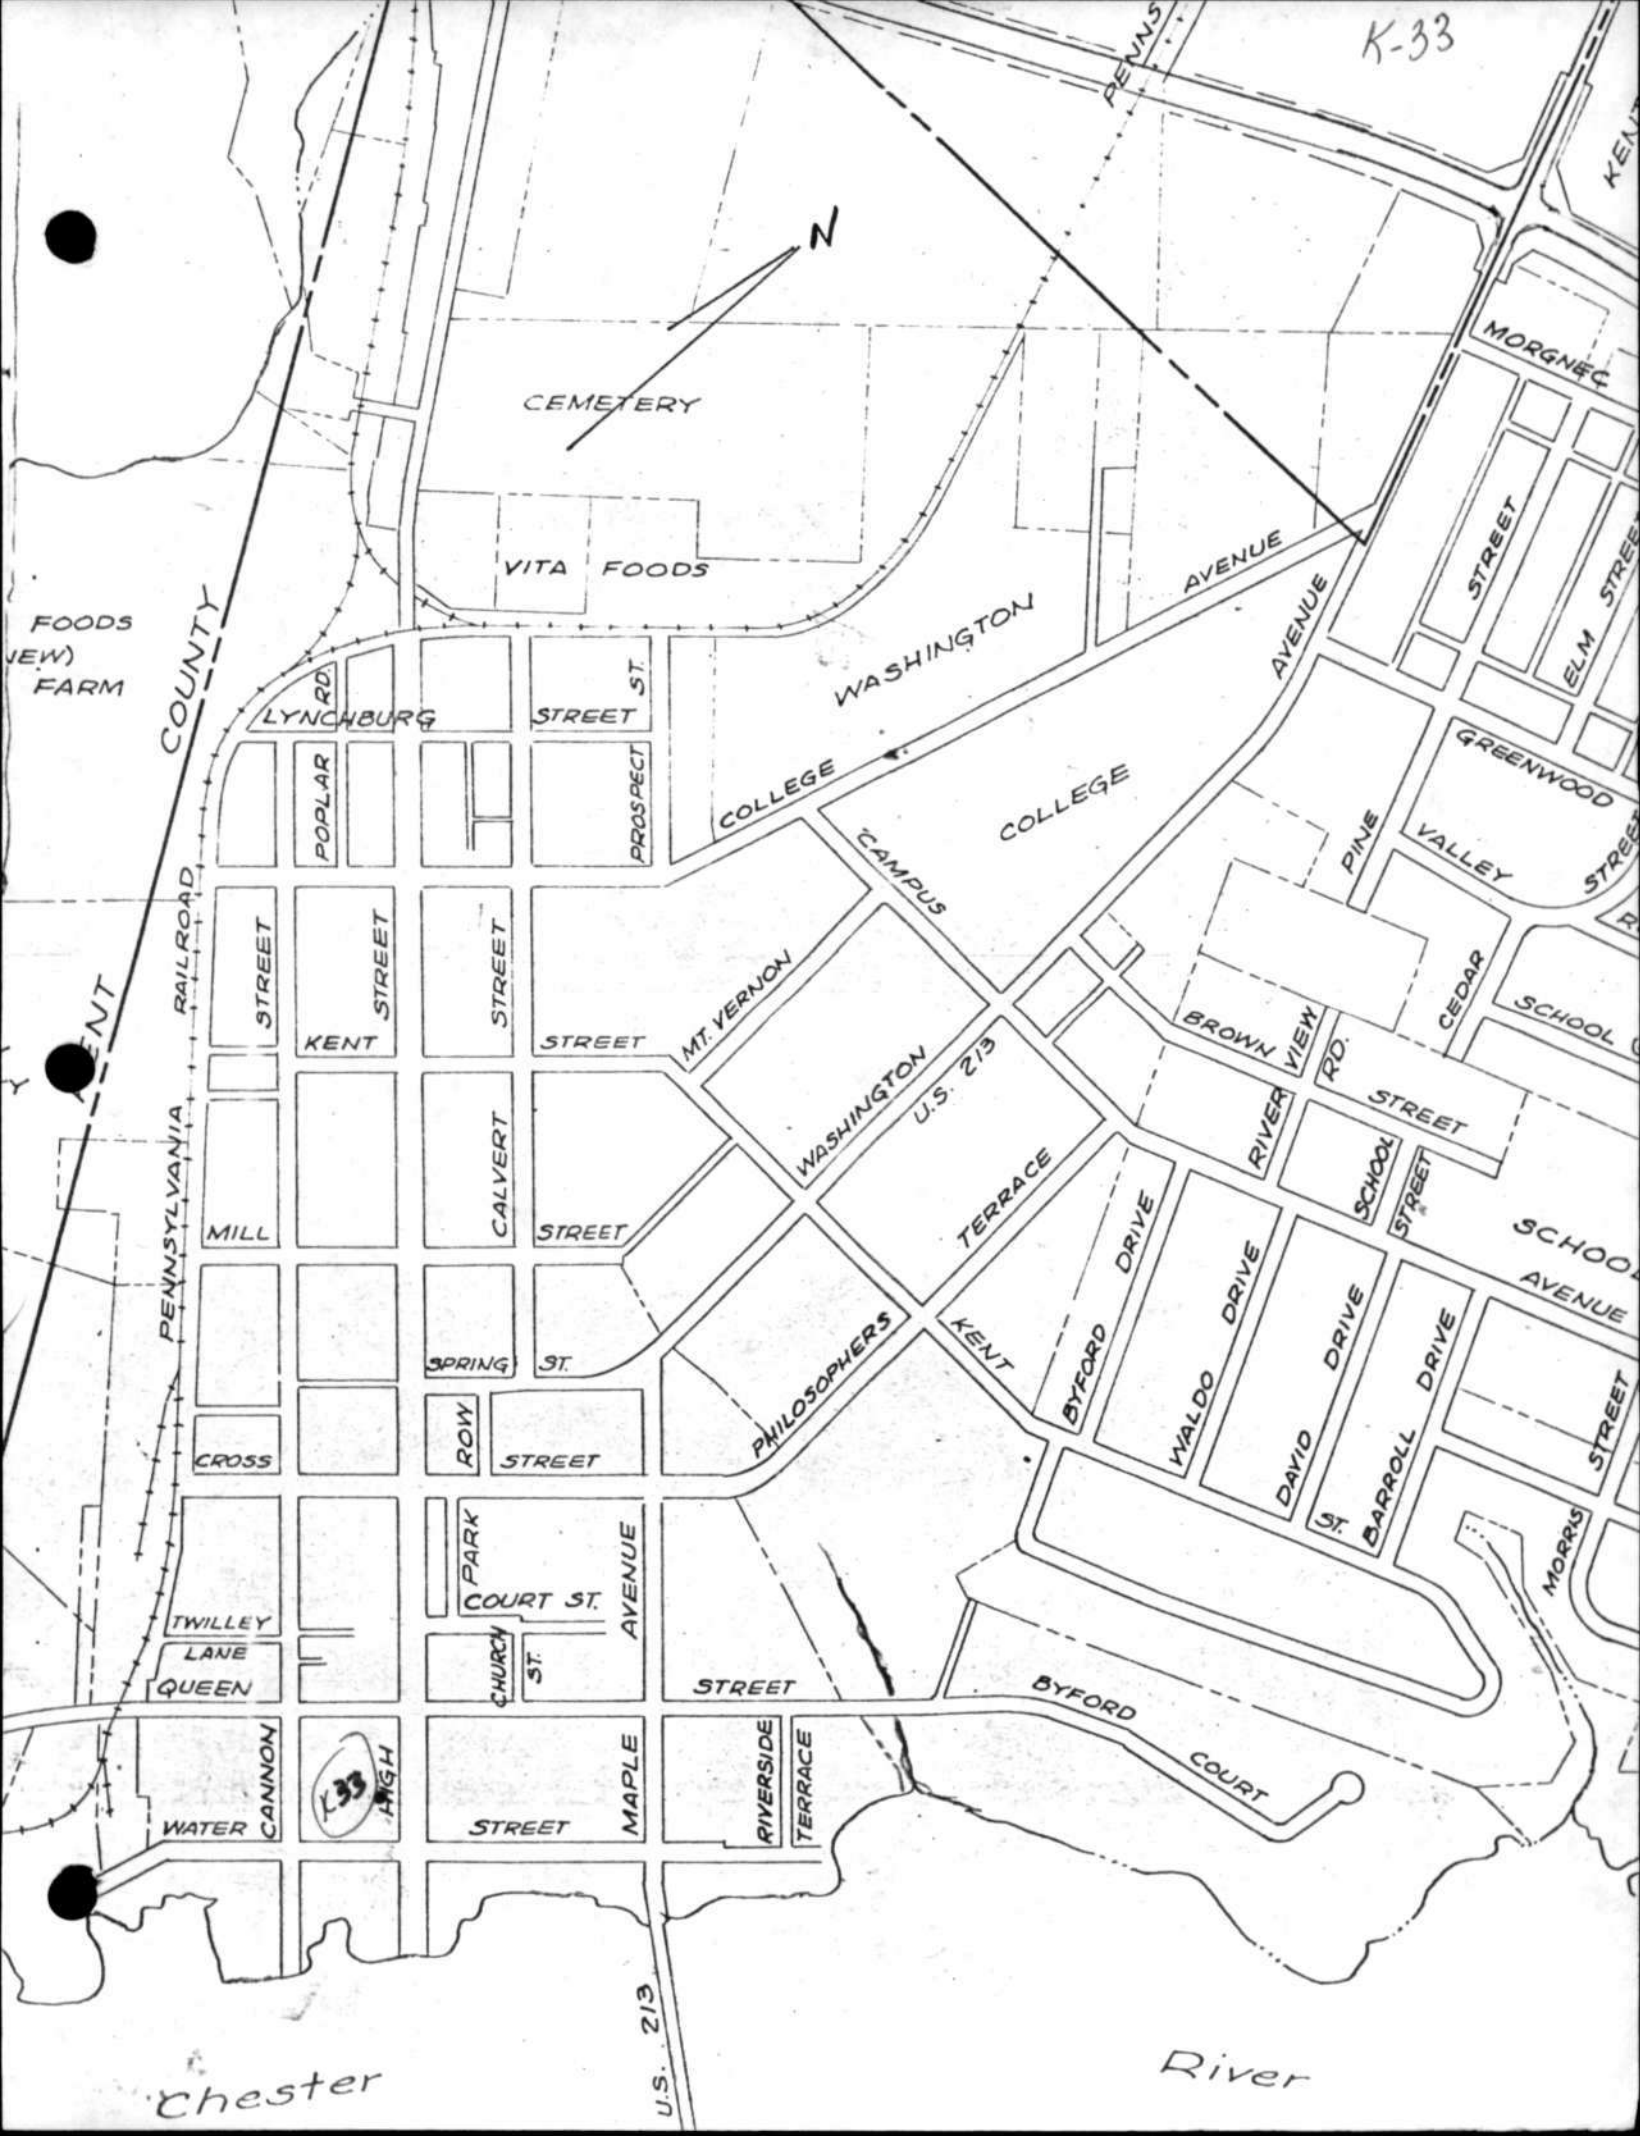 K-33
PENNS
KENT
N
MORGNEC
CEMETERY
STREET
STREET
VITA FOODS
AVENUE
FOODS
FARM
COUNTY
WASHINGTON
AVENUE
ELM
RD.
ST.
LYNCHBURG STREET
GREENWOOD
POPLAR
PROSPECT
COLLEGE
COLLEGE
CAMPUS
PINE
VALLEY
STREET
RAILROAD
STREET
STREET
STREET
MT. VERNON
CEDAR
SCHOOL
KENT STREET
BROWN
VIEW
RD.
WASHINGTON
U.S. 213
STREET
RIVER
SCHOOL
STREET
KENT
PENNSYLVANIA
CALVERT
MILL STREET
TERRACE
DRIVE
SCHOOL
AVENUE
DRIVE
DRIVE
DRIVE
SPRING ST.
PHILOSOPHERS
KENT
BYFORD
WALDO
STREET
ROW
CROSS STREET
DAVID
ST.
BARROLL
MORRIS
PARK
COURT ST.
AVENUE
TWILLEY
LANE
CHURCH
ST.
QUEEN STREET
BYFORD
COURT
CANNON
K33
HIGH
MAPLE
RIVERSIDE
TERRACE
WATER STREET
U.S. 213
Chester River